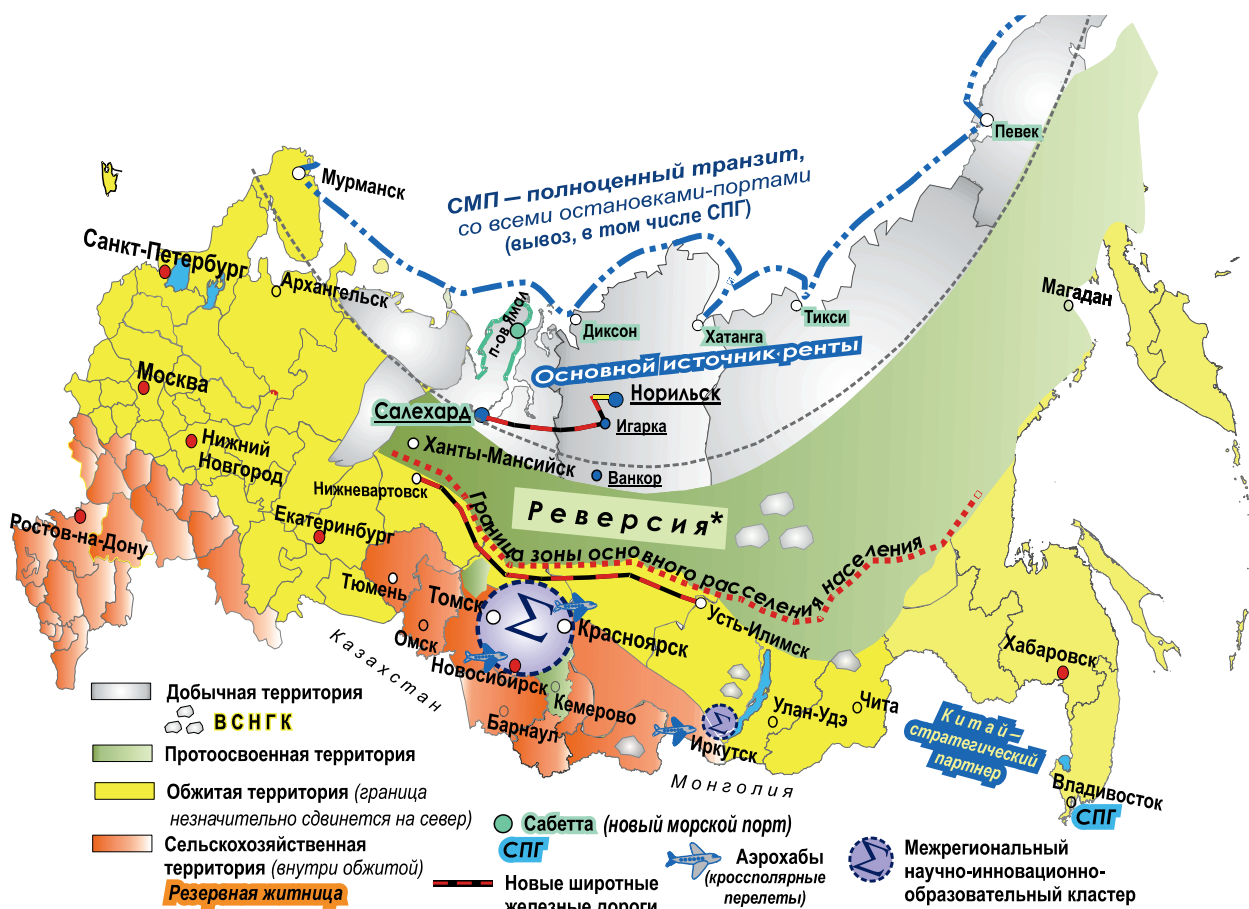 Певек
СМП — полноценный транзит,
со всеми остановками-портами
(вывоз, в том числе СПГ)
Мурманск
Санкт-Петербург
Архангельск
п-ов Ямал
Диксон
Хатанга
Тикси
Магадан
Основной источник ренты
Москва
Салехард
Норильск
Игарка
Нижний
Новгород
Ханты-Мансийск
Ванкор
Нижневартовск
Реверсия*
Граница зоны основного расселения населения
Ростов-на-Дону
Екатеринбург
Тюмень
Томск
Σ
Красноярск
Усть-Илимск
Омск
Новосибирск
Казахстан
Кемерово
Барнаул
Хабаровск
Чита
Улан-Удэ
Σ
Иркутск
Монголия
Китай —
стратегический
партнер
Владивосток
СПГ
Добычная территория
ВСНГК
Протоосвоенная территория
Обжитая территория (граница
незначительно сдвинется на север)
Сельскохозяйственная
территория (внутри обжитой)
Резервная житница
Сабетта (новый морской порт)
СПГ
Новые широтные
железные дороги
Аэрохабы
(кроссполярные
перелеты)
Σ
Межрегиональный
научно-инновационно-
образовательный кластер